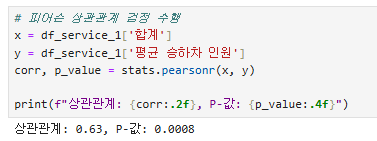 # 피어슨 상관관계 검정 수행
x = df_service_1['합계']
y = df_service_1['평균 승하차 인원']
corr, p_value = stats.pearsonr(x, y)
print(f"상관관계: {corr:.2f}, P-값: {p_value:.4f}")
상관관계: 0.63, P-값: 0.0008